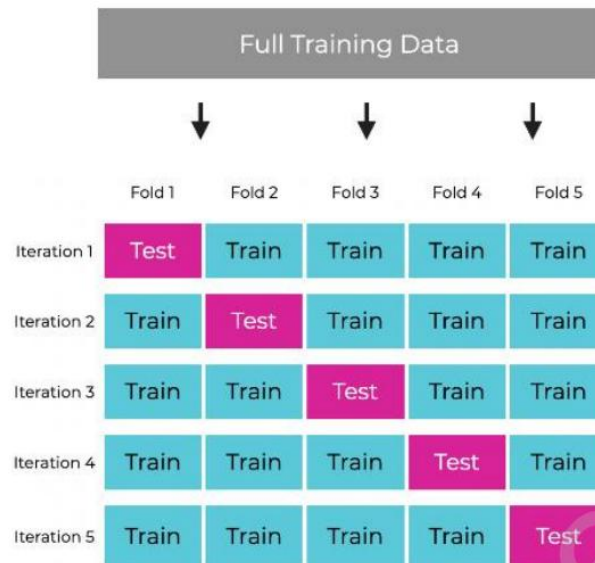 Full Training Data
Fold 1 Fold 2 Fold 3 Fold 4 Fold 5
Iteration 1 Test Train Train Train Train
Iteration 2 Train Test Train Train Train
Iteration 3 Train Train Test Train Train
Iteration 4 Train Train Train Test Train
Iteration 5 Train Train Train Train Test